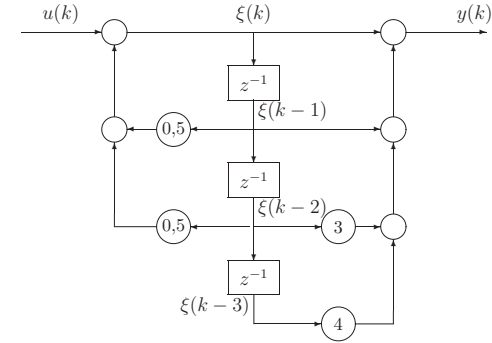 u(k) ξ(k) y(k)
z⁻¹
ξ(k − 1)
0,5
z⁻¹
ξ(k − 2)
0,5 3
z⁻¹
ξ(k − 3)
4